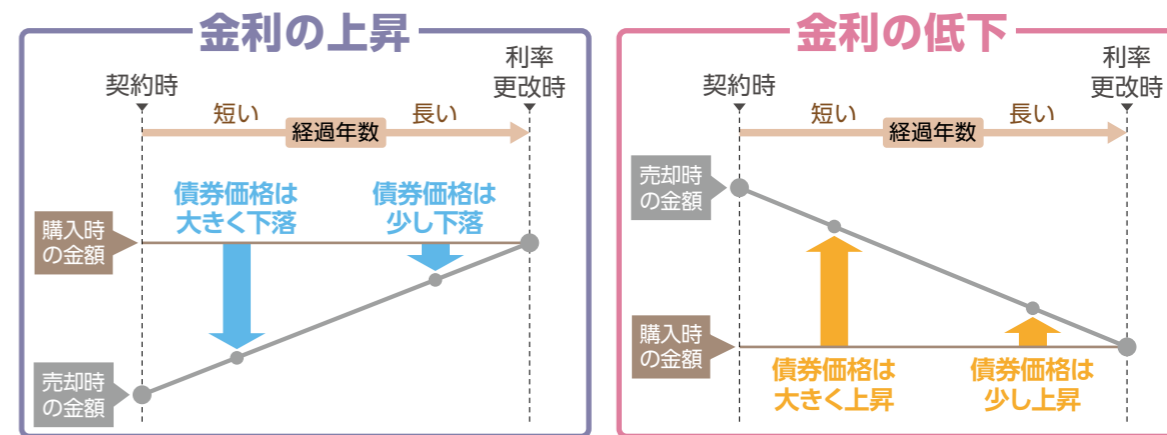 金利の上昇
契約時
利率
更改時
短い
経過年数
長い
債券価格は
大きく下落
債券価格は
少し下落
購入時
の金額
売却時
の金額
金利の低下
契約時
利率
更改時
短い
経過年数
長い
売却時
の金額
購入時
の金額
債券価格は
大きく上昇
債券価格は
少し上昇